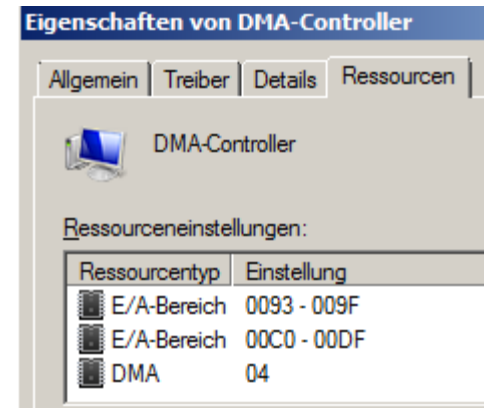 Eigenschaften von DMA-Controller
Allgemein Treiber Details Ressourcen
DMA-Controller
Ressourceneinstellungen:
Ressourcentyp Einstellung
E/A-Bereich 0093 - 009F
E/A-Bereich 00C0 - 00DF
DMA 04